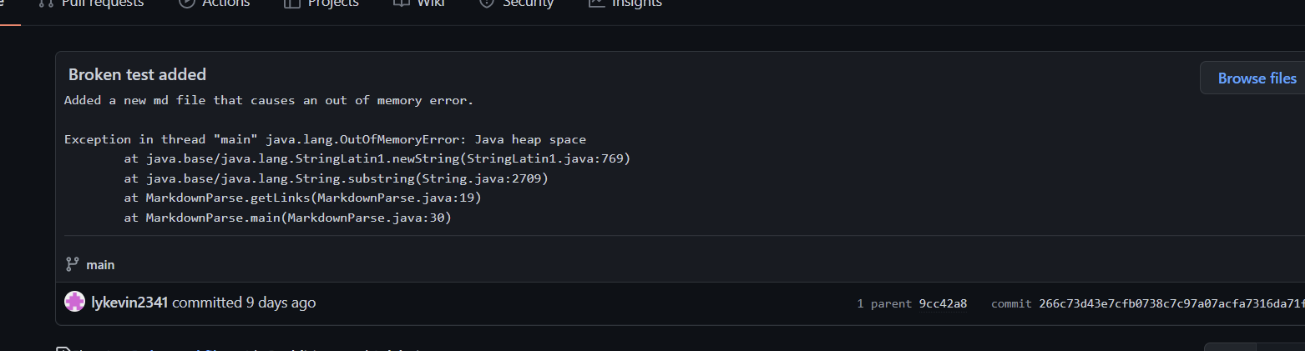 Pull requests Actions Projects Wiki Security Insights
Broken test added
Browse files
Added a new md file that causes an out of memory error.
Exception in thread "main" java.lang.OutOfMemoryError: Java heap space
at java.base/java.lang.StringLatin1.newString(StringLatin1.java:769)
at java.base/java.lang.String.substring(String.java:2709)
at MarkdownParse.getLinks(MarkdownParse.java:19)
at MarkdownParse.main(MarkdownParse.java:30)
main
lykevin2341 committed 9 days ago
1 parent 9cc42a8 commit 266c73d43e7cfb0738c7c97a07acfa7316da71f